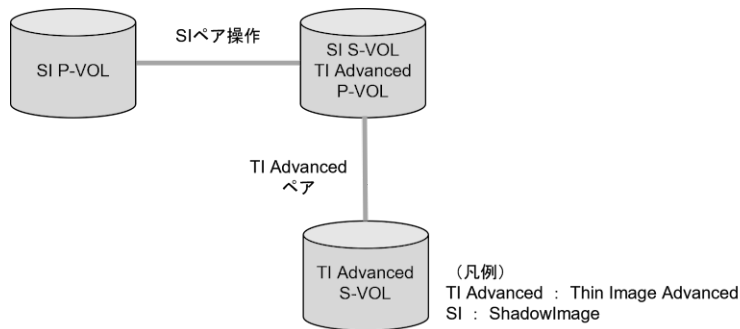 SIペア操作
SI P-VOL
SI S-VOL
TI Advanced
P-VOL
TI Advanced
ペア
TI Advanced
S-VOL
（凡例）
TI Advanced ： Thin Image Advanced
SI ： ShadowImage